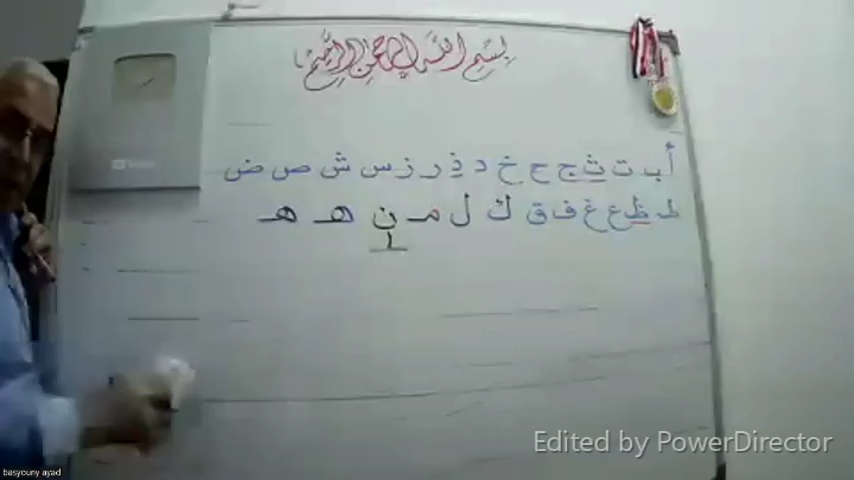 بسم الله الرحمن الرحيم
أ ب ت ث ج ح خ د ذ ر ز س ش ص ض
ط ظ ع غ ف ق ك ل م ن هـ هـ
Edited by PowerDirector
basyouny ayad